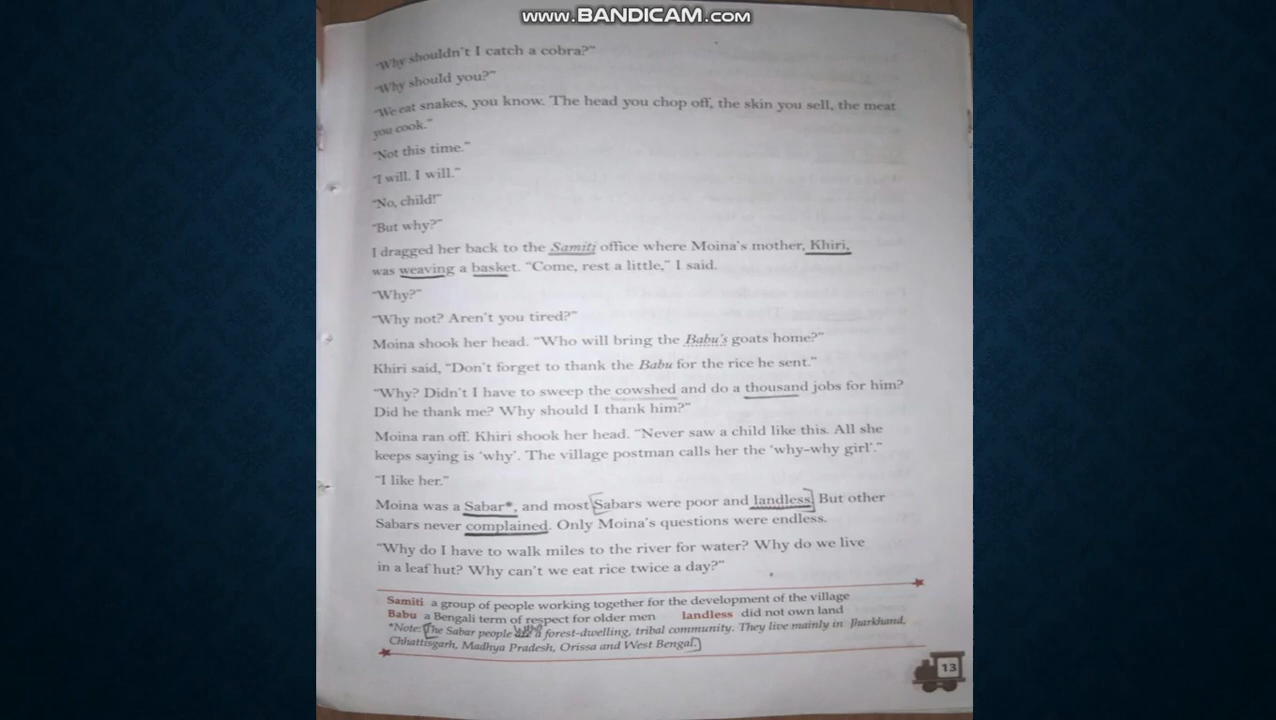 www.BANDICAM.com
"Why shouldn't I catch a cobra?"
"Why should you?"
"We eat snakes, you know. The head you chop off, the skin you sell, the meat
you cook."
"Not this time."
"I will. I will."
"No, child!"
"But why?"
I dragged her back to the Samiti office where Moina's mother, Khiri,
was weaving a basket. "Come, rest a little," I said.
"Why?"
"Why not? Aren't you tired?"
Moina shook her head. "Who will bring the Babu's goats home?"
Khiri said, "Don't forget to thank the Babu for the rice he sent."
"Why? Didn't I have to sweep the cowshed and do a thousand jobs for him?
Did he thank me? Why should I thank him?"
Moina ran off. Khiri shook her head. "Never saw a child like this. All she
keeps saying is 'why'. The village postman calls her the 'why–why girl'."
"I like her."
Moina was a Sabar*, and most Sabars were poor and landless. But other
Sabars never complained. Only Moina's questions were endless.
"Why do I have to walk miles to the river for water? Why do we live
in a leaf hut? Why can't we eat rice twice a day?"
Samiti a group of people working together for the development of the village
Babu a Bengali term of respect for older men landless did not own land
*Note: The Sabar people are a forest-dwelling, tribal community. They live mainly in Jharkhand,
Chhattisgarh, Madhya Pradesh, Orissa and West Bengal.
13